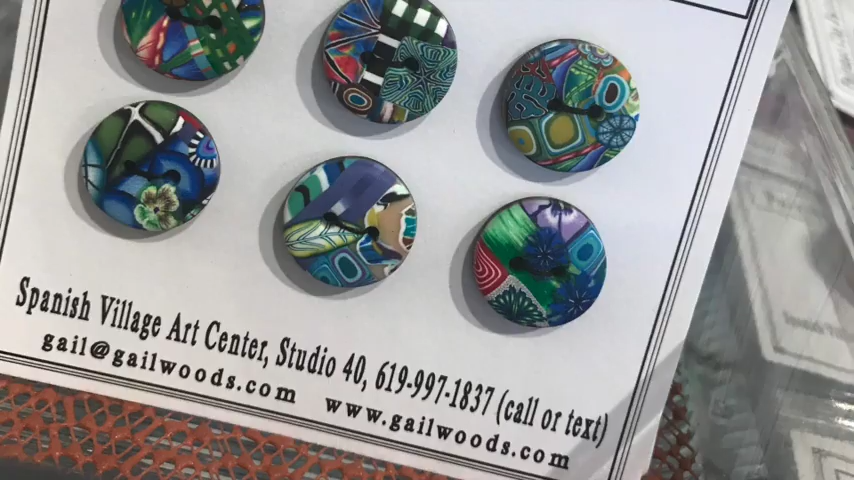 Spanish Village Art Center, Studio 40, 619-997-1837 (call or text)
gail@gailwoods.com www.gailwoods.com